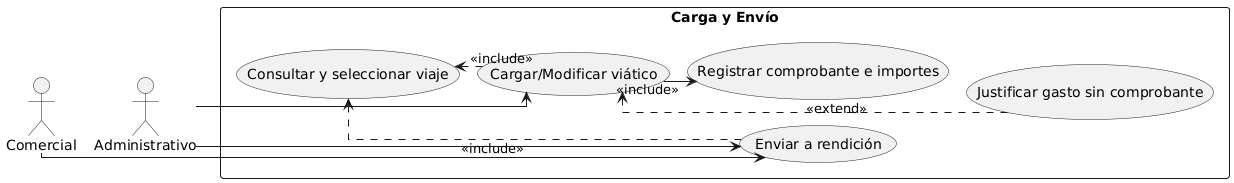 Carga y Envío
«include»
Consultar y seleccionar viaje
Cargar/Modificar viático
Registrar comprobante e importes
«include»
Justificar gasto sin comprobante
«extend»
Comercial
Administrativo
Enviar a rendición
«include»